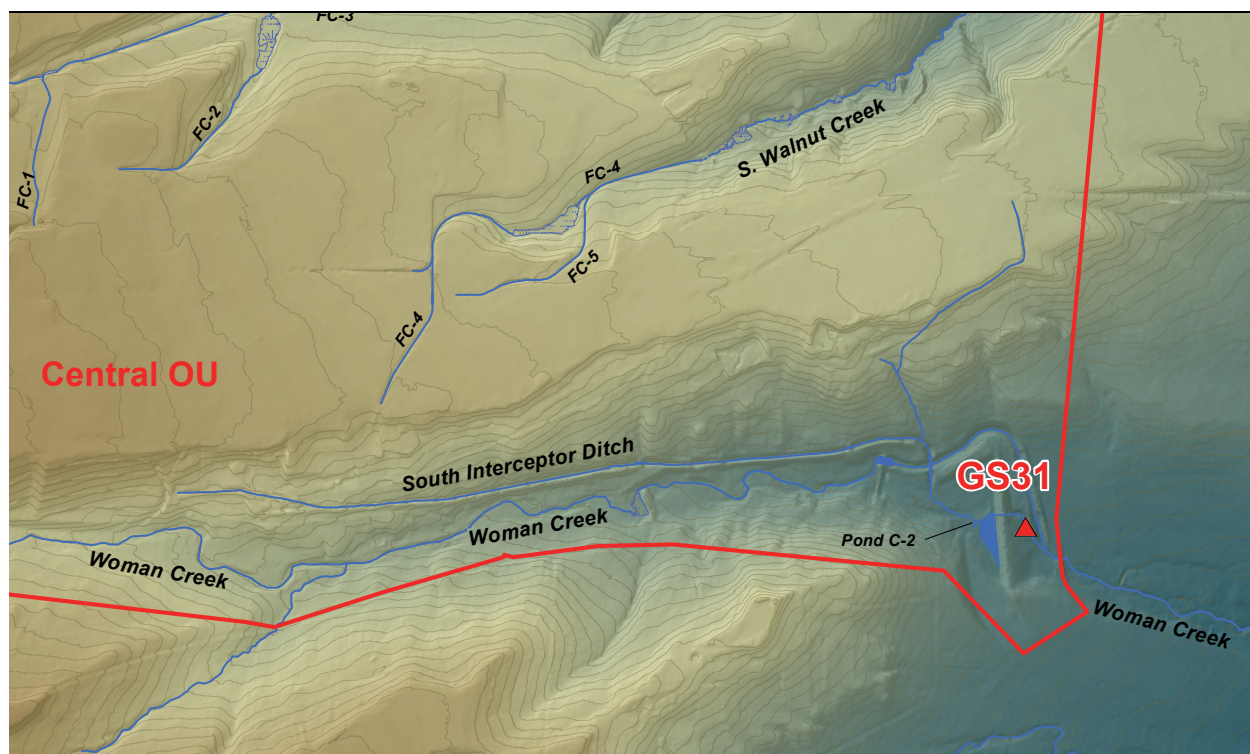 FC-3
FC-2
FC-1
S. Walnut Creek
FC-4
FC-5
FC-4
Central OU
South Interceptor Ditch
GS31
Woman Creek
Pond C-2
Woman Creek
Woman Creek